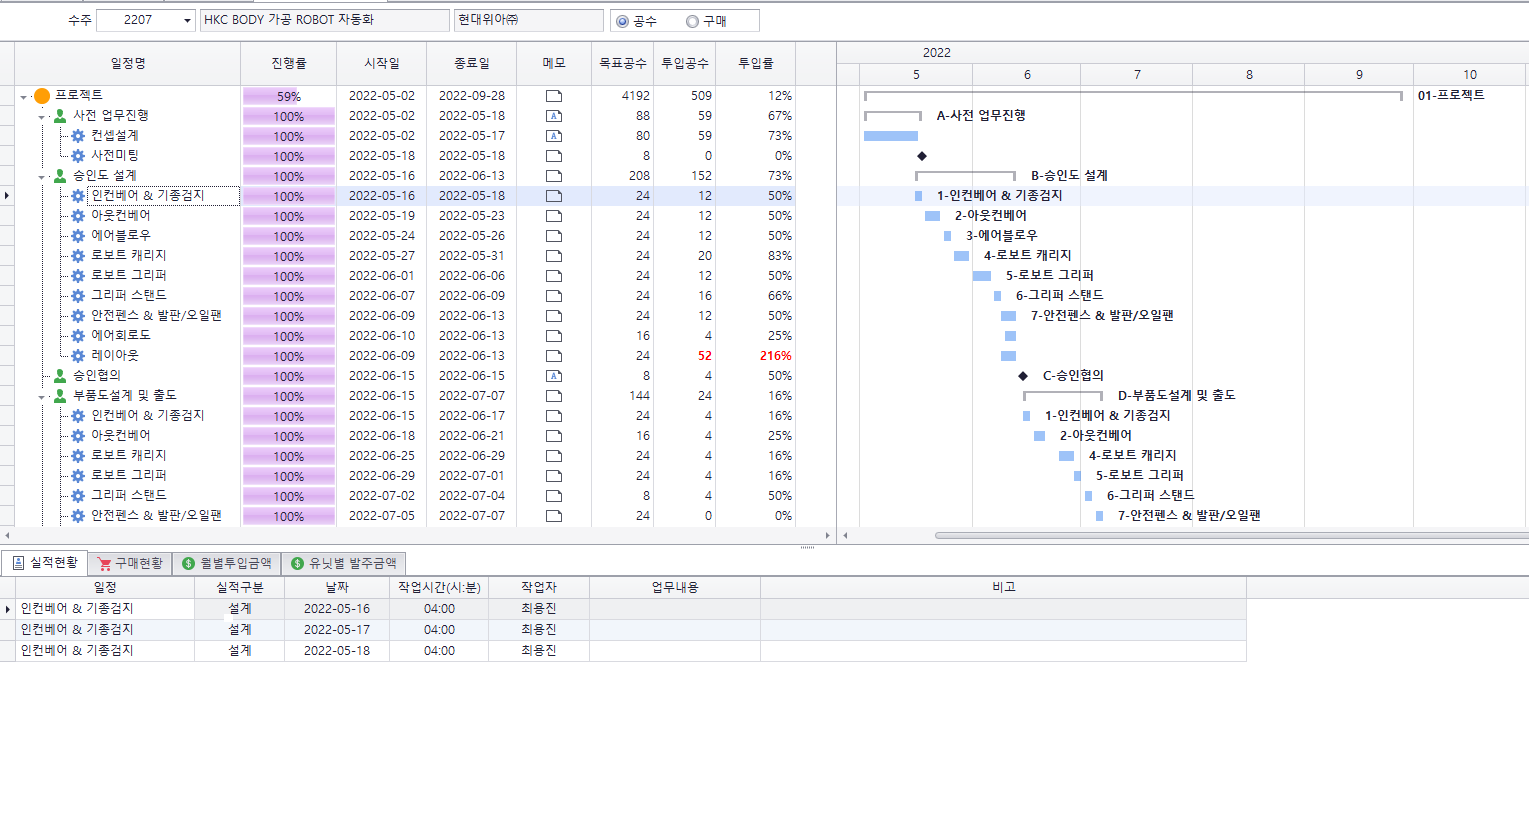 수주 2207 HKC BODY 가공 ROBOT 자동화 현대위아㈜ 공수 구매
일정명 진행률 시작일 종료일 메모 목표공수 투입공수 투입률 2022
5 6 7 8 9 10
프로젝트 59% 2022-05-02 2022-09-28 4192 509 12% 01-프로젝트
사전 업무진행 100% 2022-05-02 2022-05-18 A 88 59 67% A-사전 업무진행
컨셉설계 100% 2022-05-02 2022-05-17 A 80 59 73%
사전미팅 100% 2022-05-18 2022-05-18 8 0 0%
승인도 설계 100% 2022-05-16 2022-06-13 208 152 73% B-승인도 설계
인컨베어 & 기종검지 100% 2022-05-16 2022-05-18 24 12 50% 1-인컨베어 & 기종검지
아웃컨베어 100% 2022-05-19 2022-05-23 24 12 50% 2-아웃컨베어
에어블로우 100% 2022-05-24 2022-05-26 24 12 50% 3-에어블로우
로보트 캐리지 100% 2022-05-27 2022-05-31 24 20 83% 4-로보트 캐리지
로보트 그리퍼 100% 2022-06-01 2022-06-06 24 12 50% 5-로보트 그리퍼
그리퍼 스탠드 100% 2022-06-07 2022-06-09 24 16 66% 6-그리퍼 스탠드
안전펜스 & 발판/오일팬 100% 2022-06-09 2022-06-13 24 12 50% 7-안전펜스 & 발판/오일팬
에어회로도 100% 2022-06-10 2022-06-13 16 4 25%
레이아웃 100% 2022-06-09 2022-06-13 24 52 216%
승인협의 100% 2022-06-15 2022-06-15 A 8 4 50% C-승인협의
부품도설계 및 출도 100% 2022-06-15 2022-07-07 144 24 16% D-부품도설계 및 출도
인컨베어 & 기종검지 100% 2022-06-15 2022-06-17 24 4 16% 1-인컨베어 & 기종검지
아웃컨베어 100% 2022-06-18 2022-06-21 16 4 25% 2-아웃컨베어
로보트 캐리지 100% 2022-06-25 2022-06-29 24 4 16% 4-로보트 캐리지
로보트 그리퍼 100% 2022-06-29 2022-07-01 24 4 16% 5-로보트 그리퍼
그리퍼 스탠드 100% 2022-07-02 2022-07-04 8 4 50% 6-그리퍼 스탠드
안전펜스 & 발판/오일팬 100% 2022-07-05 2022-07-07 24 0 0% 7-안전펜스 & 발판/오일팬
실적현황 구매현황 월별투입금액 유닛별 발주금액
일정 실적구분 날짜 작업시간(시:분) 작업자 업무내용 비고
인컨베어 & 기종검지 설계 2022-05-16 04:00 최용진
인컨베어 & 기종검지 설계 2022-05-17 04:00 최용진
인컨베어 & 기종검지 설계 2022-05-18 04:00 최용진